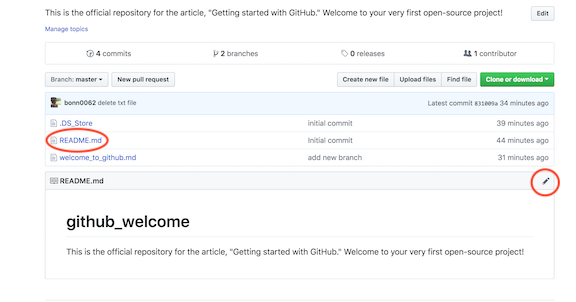 This is the official repository for the article, "Getting started with GitHub." Welcome to your very first open-source project! Edit
Manage topics
4 commits 2 branches 0 releases 1 contributor
Branch: master New pull request Create new file Upload files Find file Clone or download
bonn0062 delete txt file Latest commit 831009a 34 minutes ago
.DS_Store initial commit 39 minutes ago
README.md Initial commit 44 minutes ago
welcome_to_github.md add new branch 31 minutes ago
README.md
github_welcome
This is the official repository for the article, "Getting started with GitHub." Welcome to your very first open-source project!